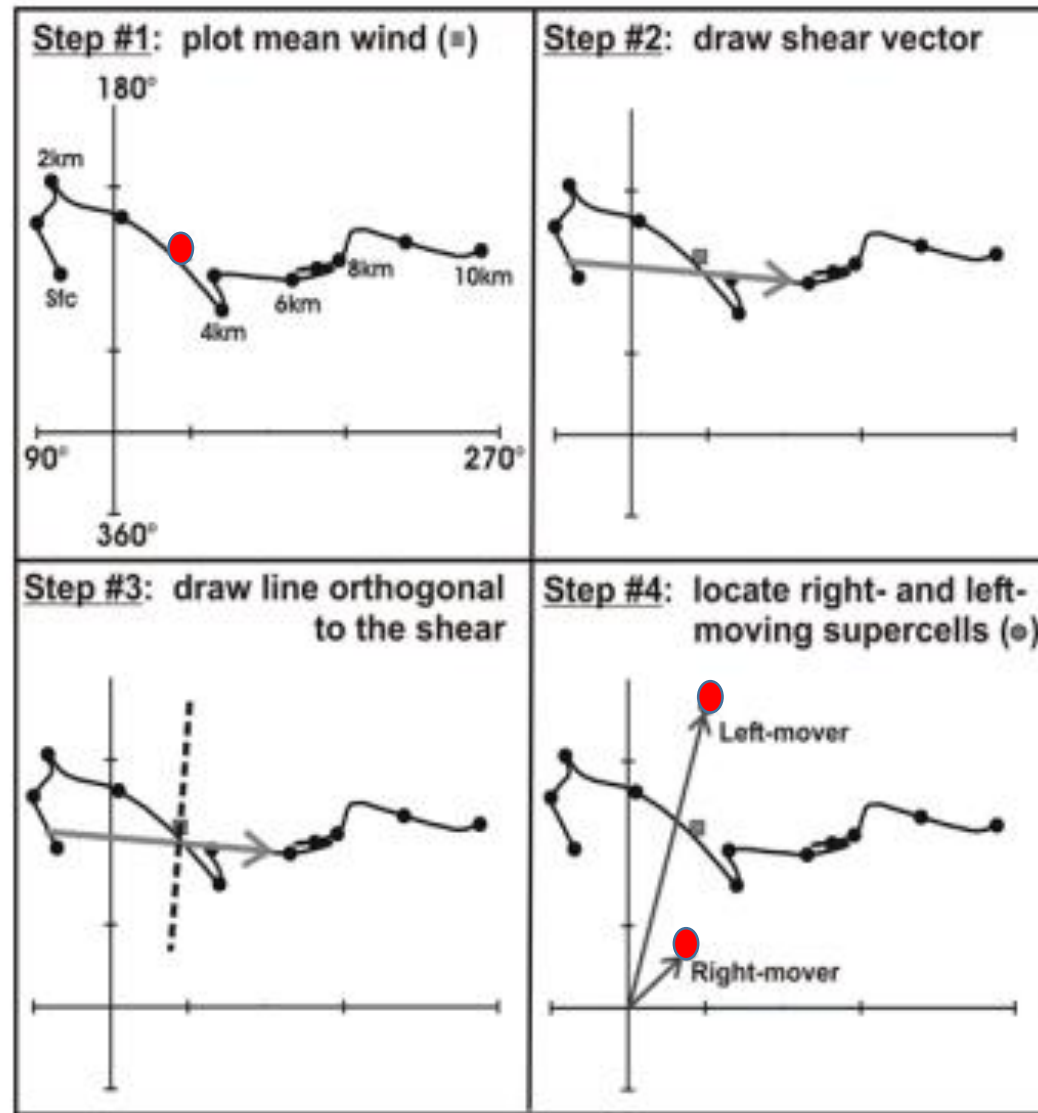 Step #1: plot mean wind (■)
180°
2km
Sfc
4km
6km
8km
10km
90°
270°
360°
Step #2: draw shear vector
Step #3: draw line orthogonal
to the shear
Step #4: locate right- and left-
moving supercells (●)
Left-mover
Right-mover